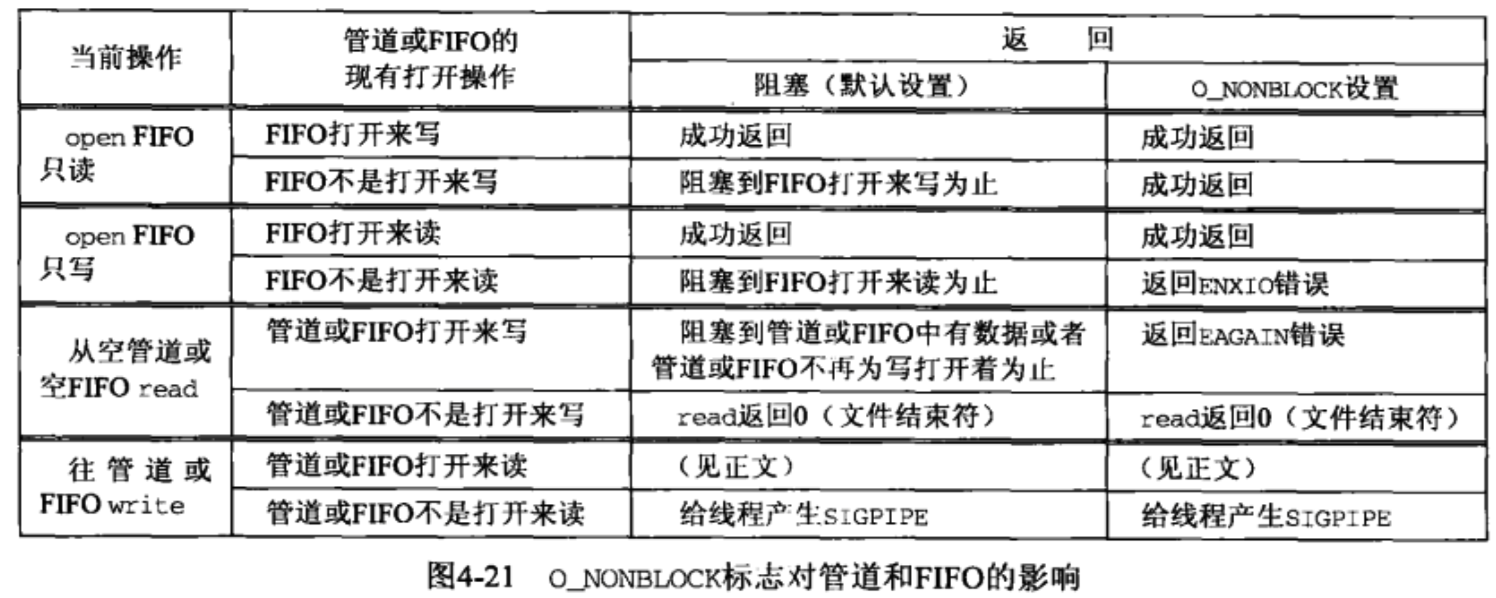 当前操作
管道或FIFO的
现有打开操作
返 回
阻塞（默认设置）
O_NONBLOCK设置
open FIFO
只读
FIFO打开来写
成功返回
成功返回
FIFO不是打开来写
阻塞到FIFO打开来写为止
成功返回
open FIFO
只写
FIFO打开来读
成功返回
成功返回
FIFO不是打开来读
阻塞到FIFO打开来读为止
返回ENXIO错误
从空管道或
空FIFO read
管道或FIFO打开来写
阻塞到管道或FIFO中有数据或者
管道或FIFO不再为写打开着为止
返回EAGAIN错误
管道或FIFO不是打开来写
read返回0（文件结束符）
read返回0（文件结束符）
往管道或
FIFO write
管道或FIFO打开来读
（见正文）
（见正文）
管道或FIFO不是打开来读
给线程产生SIGPIPE
给线程产生SIGPIPE
图4-21 O_NONBLOCK标志对管道和FIFO的影响